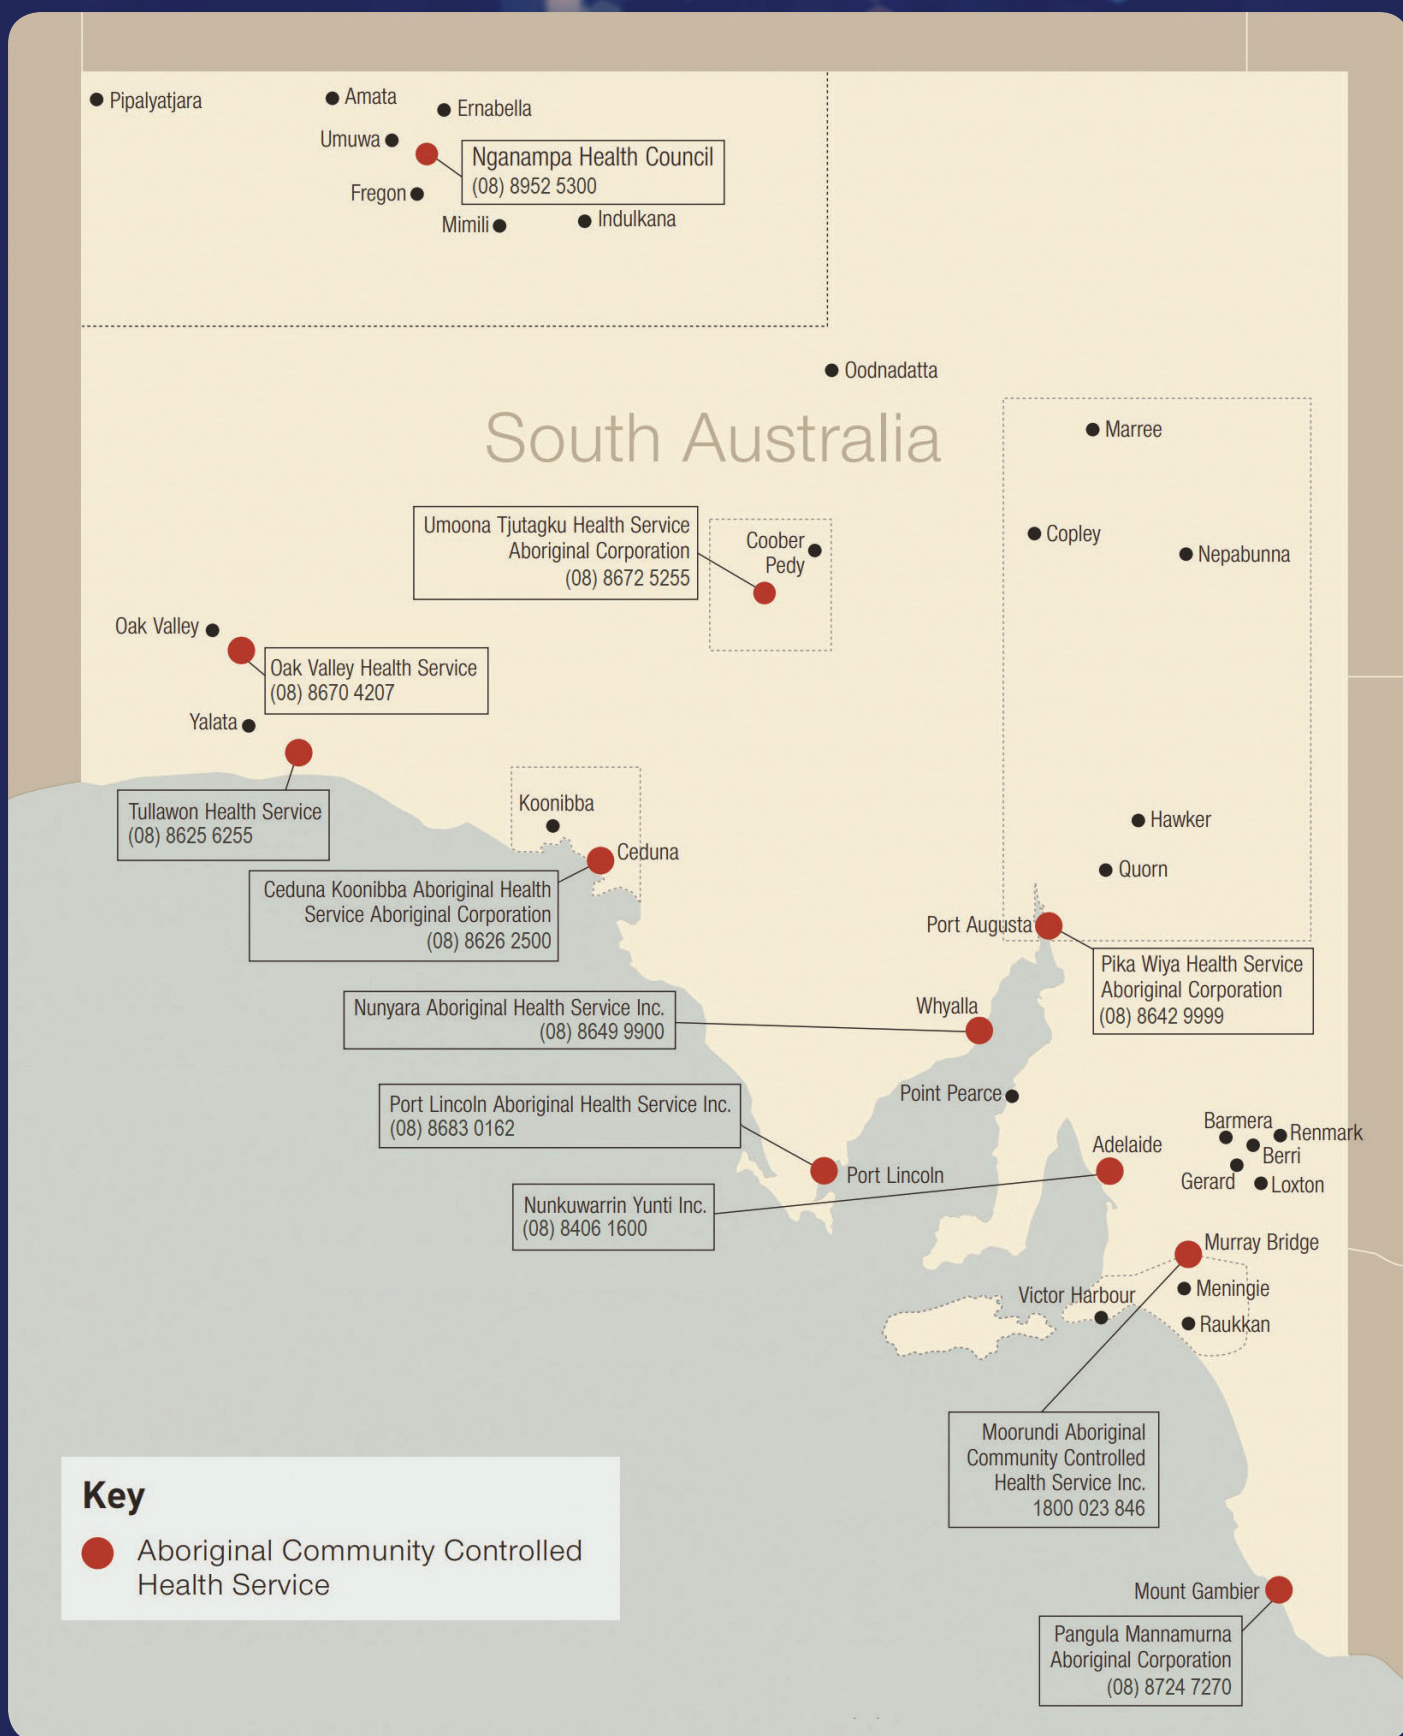 Pipalyatjara
Amata
Ernabella
Umuwa
Nganampa Health Council
(08) 8952 5300
Fregon
Mimili
Indulkana
Oodnadatta
South Australia
Marree
Copley
Nepabunna
Umoona Tjutagku Health Service
Aboriginal Corporation
(08) 8672 5255
Coober
Pedy
Oak Valley
Oak Valley Health Service
(08) 8670 4207
Yalata
Tullawon Health Service
(08) 8625 6255
Koonibba
Ceduna
Ceduna Koonibba Aboriginal Health
Service Aboriginal Corporation
(08) 8626 2500
Hawker
Quorn
Port Augusta
Pika Wiya Health Service
Aboriginal Corporation
(08) 8642 9999
Nunyara Aboriginal Health Service Inc.
(08) 8649 9900
Whyalla
Point Pearce
Port Lincoln Aboriginal Health Service Inc.
(08) 8683 0162
Port Lincoln
Nunkuwarrin Yunti Inc.
(08) 8406 1600
Adelaide
Barmera
Renmark
Berri
Gerard
Loxton
Murray Bridge
Meningie
Victor Harbour
Raukkan
Moorundi Aboriginal
Community Controlled
Health Service Inc.
1800 023 846
Key
Aboriginal Community Controlled
Health Service
Mount Gambier
Pangula Mannamurna
Aboriginal Corporation
(08) 8724 7270